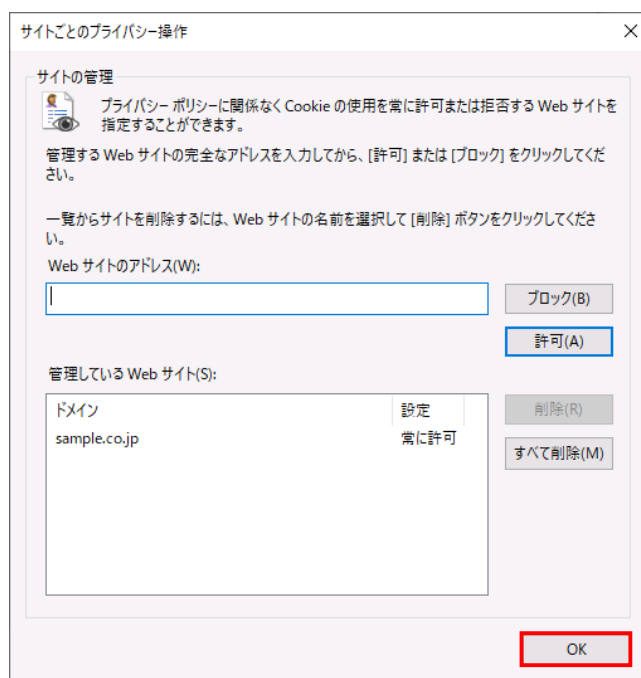 サイトごとのプライバシー操作
サイトの管理
プライバシー ポリシーに関係なく Cookie の使用を常に許可または拒否する Web サイトを
指定することができます。
管理する Web サイトの完全なアドレスを入力してから、[許可] または [ブロック] をクリックしてくだ
さい。
一覧からサイトを削除するには、Web サイトの名前を選択して [削除] ボタンをクリックしてくださ
い。
Web サイトのアドレス(W):
ブロック(B)
許可(A)
管理している Web サイト(S):
ドメイン 設定
削除(R)
sample.co.jp 常に許可
すべて削除(M)
OK